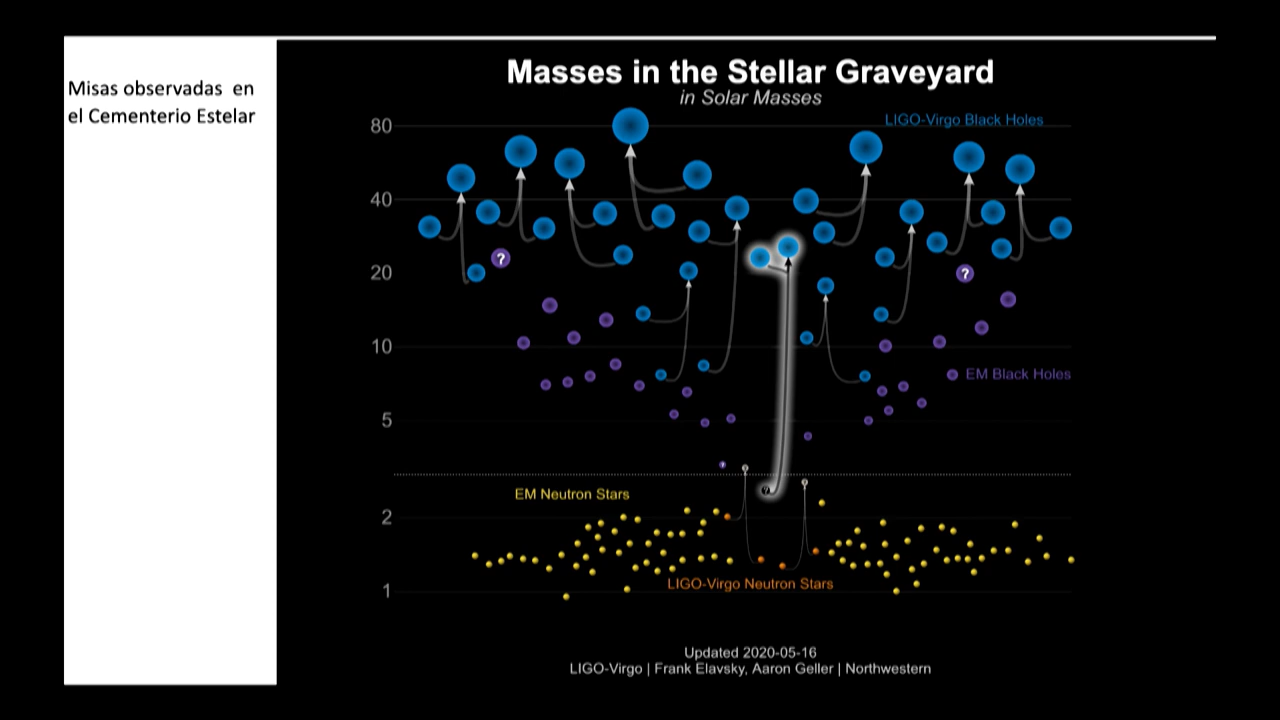 Misas observadas en
el Cementerio Estelar
Masses in the Stellar Graveyard
in Solar Masses
LIGO-Virgo Black Holes
80
40
20
10
5
2
1
?
?
EM Black Holes
EM Neutron Stars
LIGO-Virgo Neutron Stars
Updated 2020-05-16
LIGO-Virgo | Frank Elavsky, Aaron Geller | Northwestern